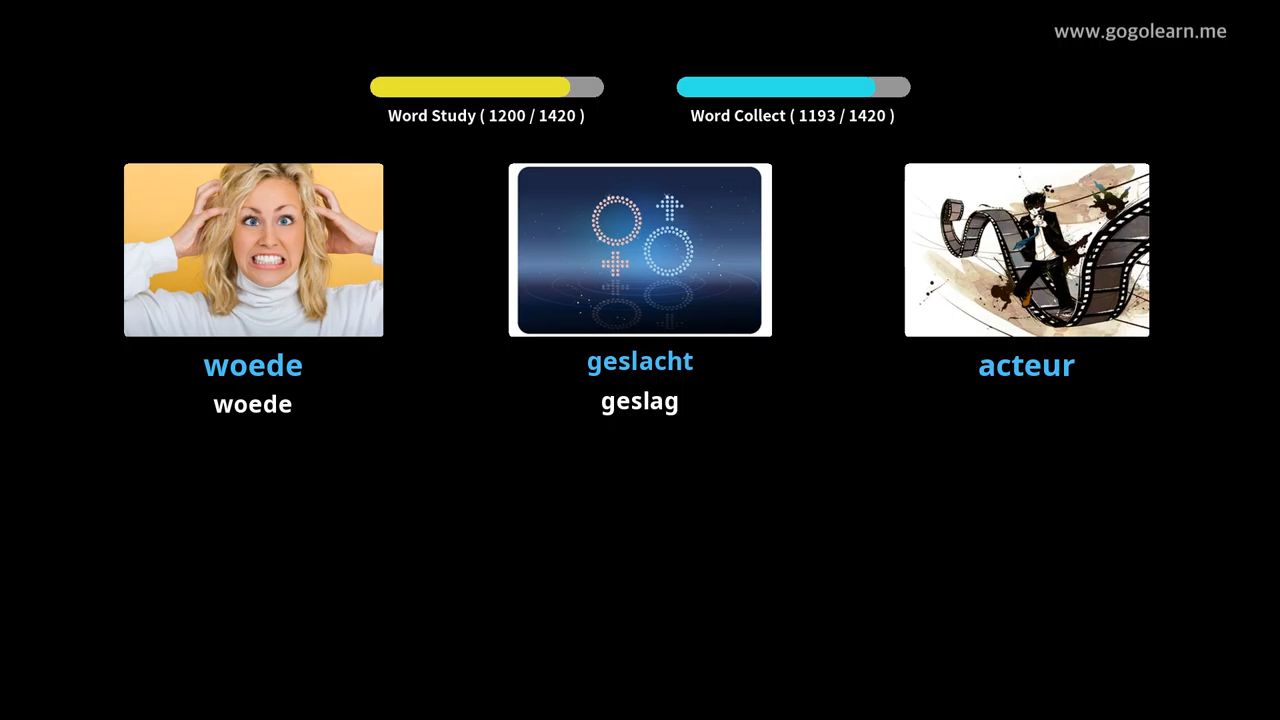 www.gogolearn.me
Word Study ( 1200 / 1420 )
Word Collect ( 1193 / 1420 )
woede
woede
geslacht
geslag
acteur